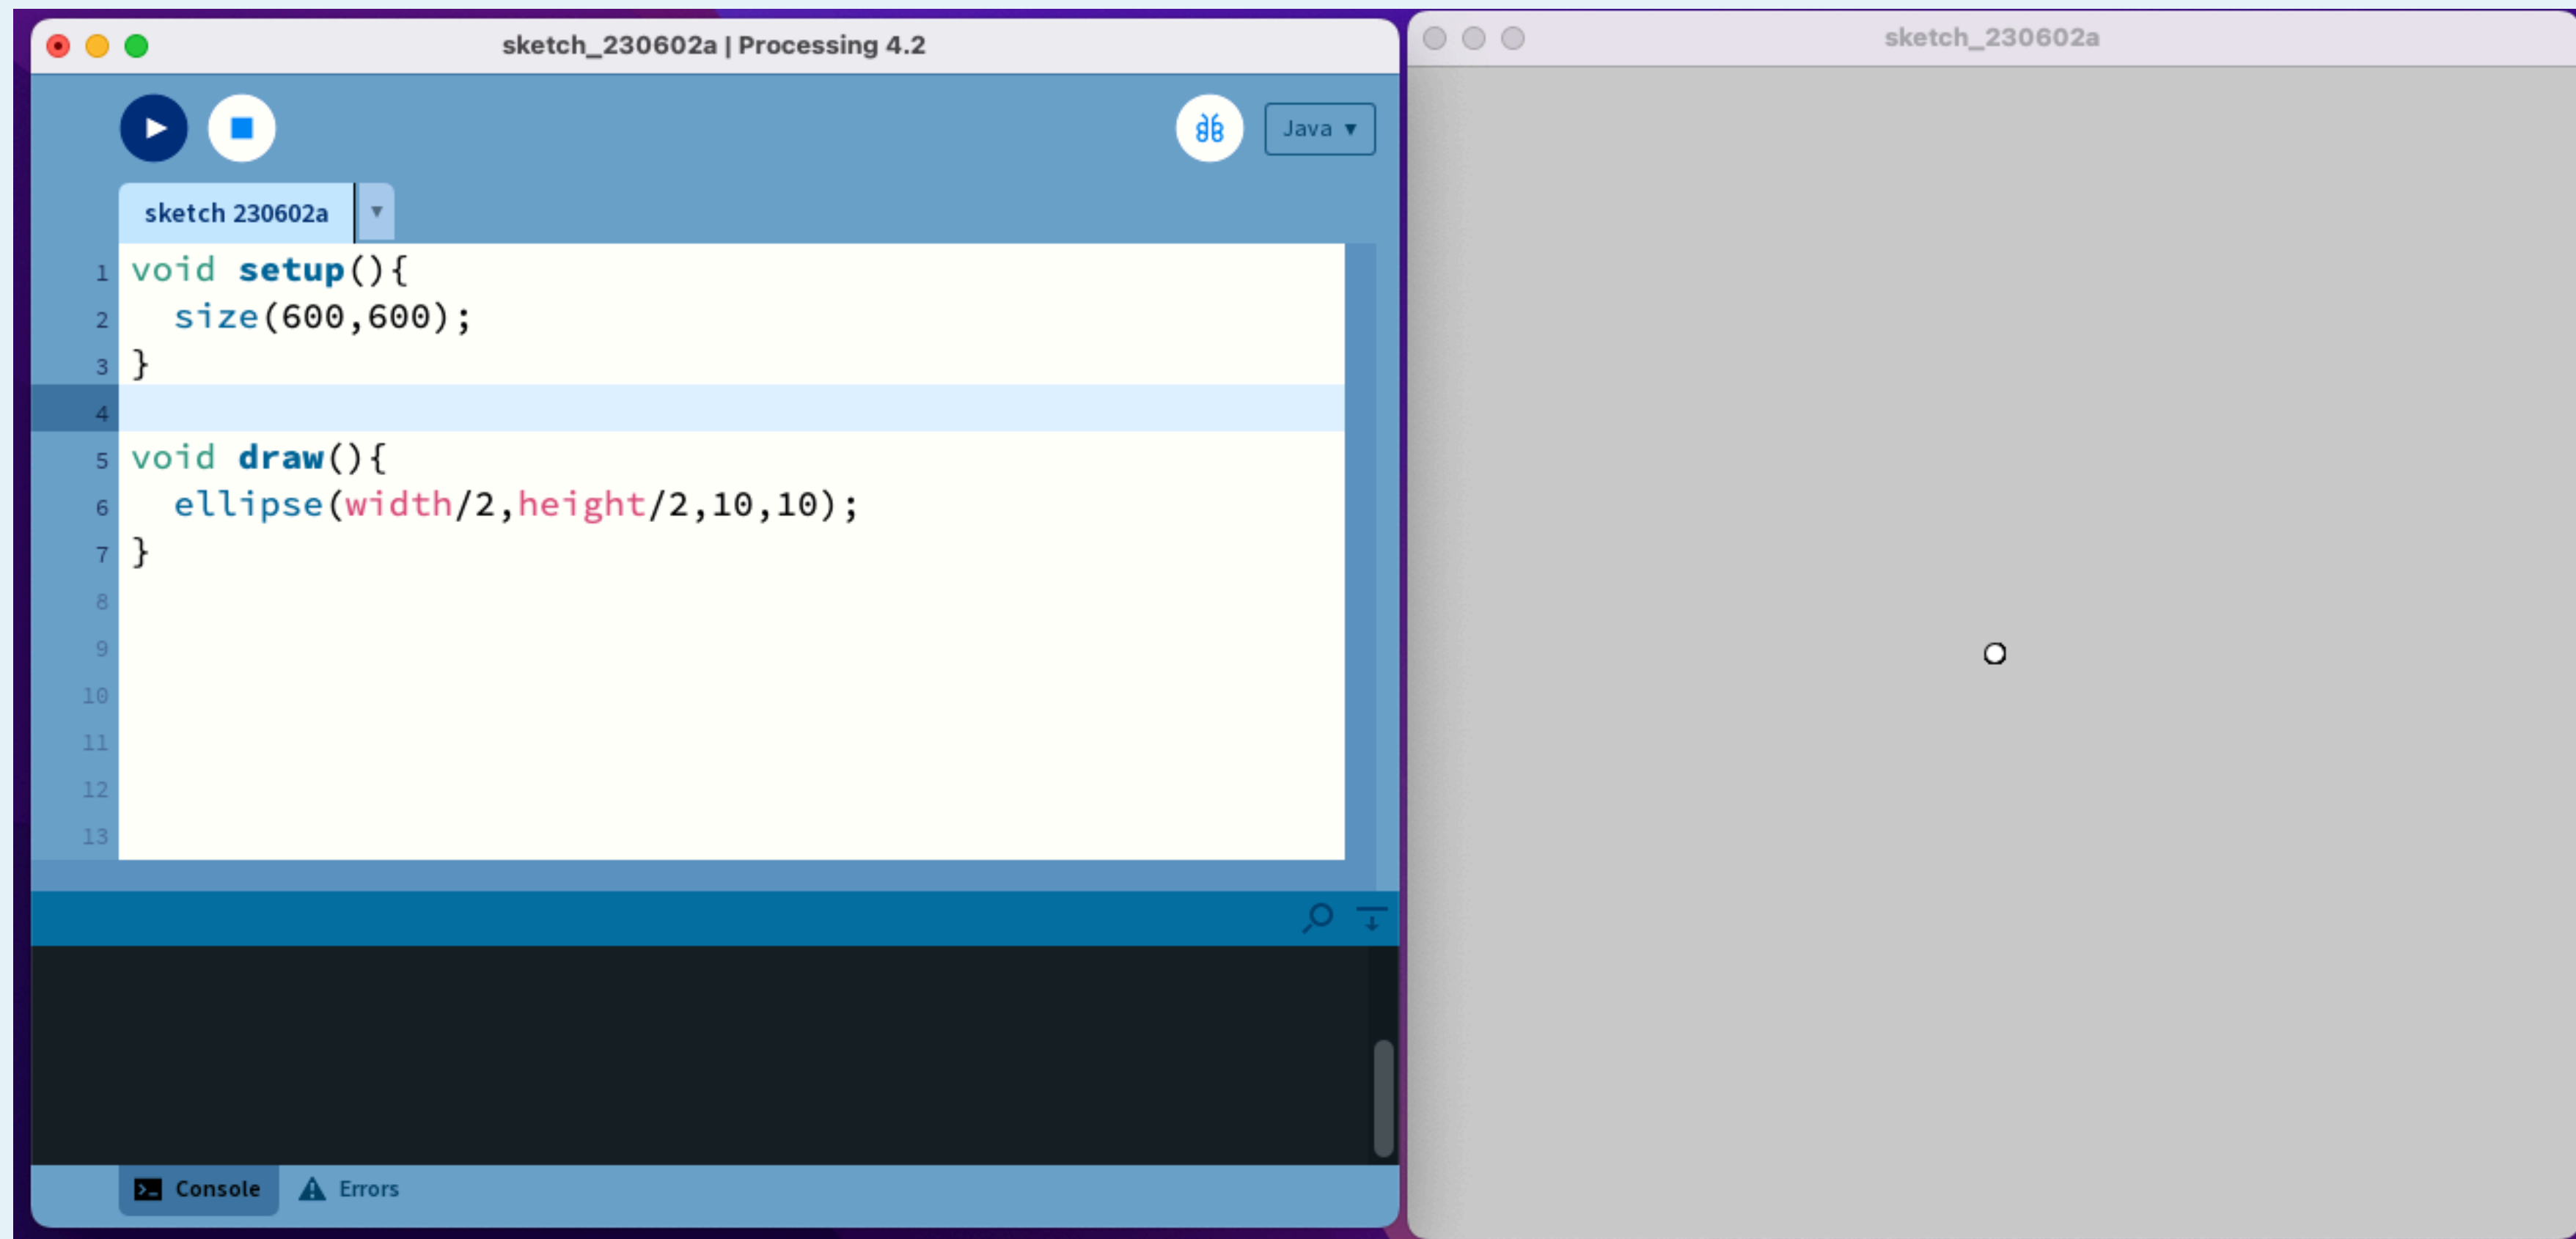 sketch_230602a | Processing 4.2
Java ▼
sketch 230602a ▼
1 void setup(){
2   size(600,600);
3 }
4
5 void draw(){
6   ellipse(width/2,height/2,10,10);
7 }
8
9
10
11
12
13
Console
Errors
sketch_230602a